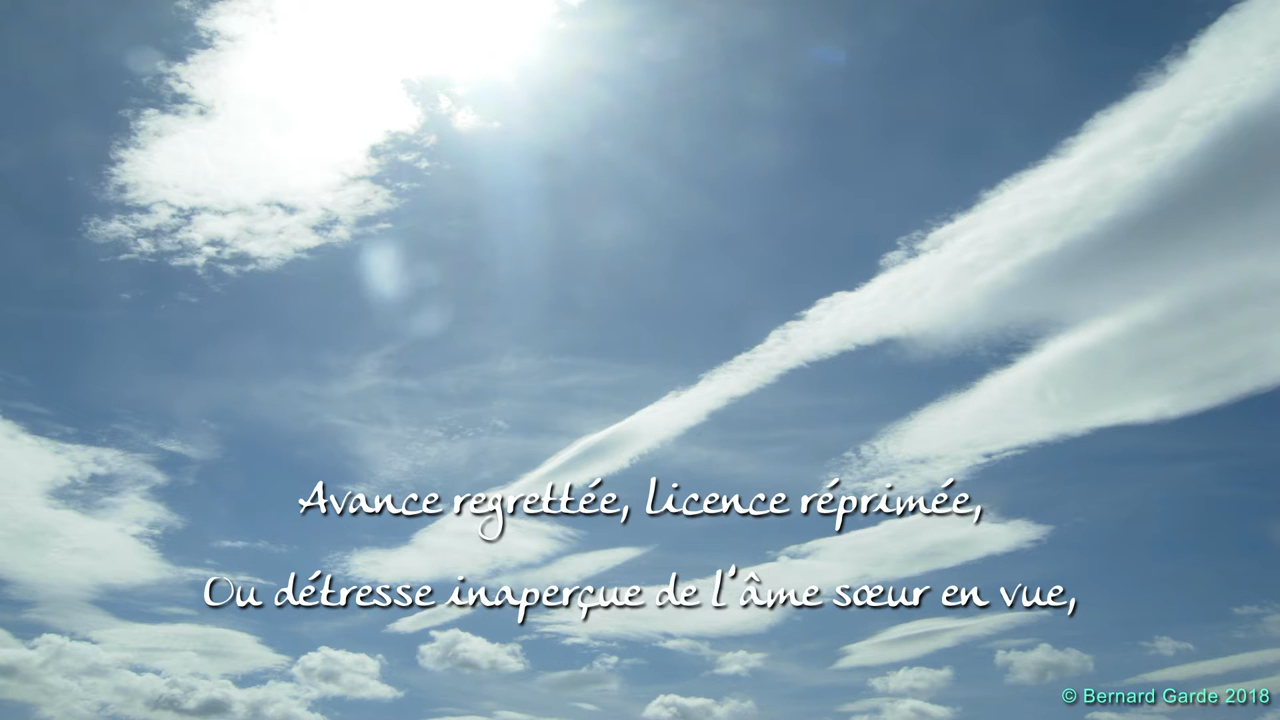 Avance regrettée, licence réprimée,
Ou détresse inaperçue de l'âme sœur en vue,
© Bernard Garde 2018